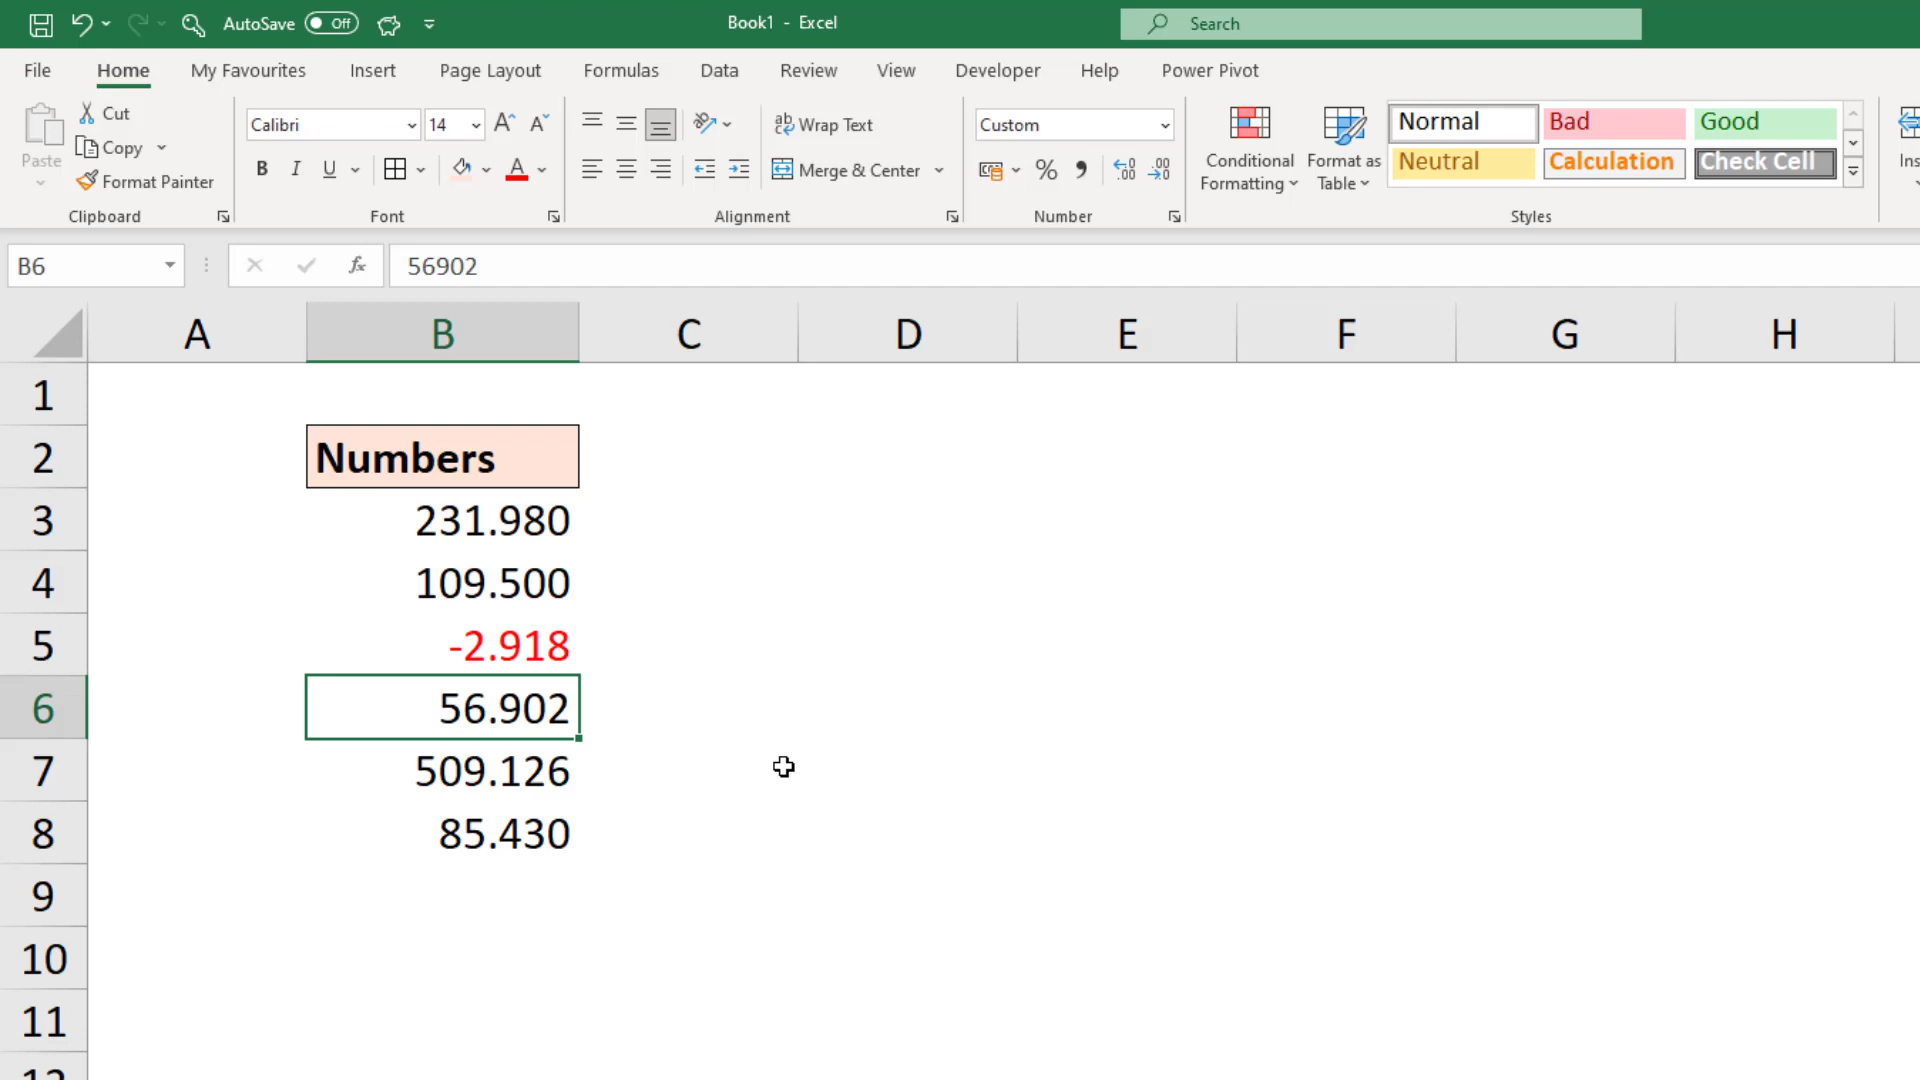 AutoSave Off
Book1 - Excel
Search
File Home My Favourites Insert Page Layout Formulas Data Review View Developer Help Power Pivot
Paste
Cut
Copy
Format Painter
Clipboard
Calibri 14
B I U A
Font
Wrap Text
Merge & Center
Alignment
Custom
%
Number
Conditional Formatting
Format as Table
Normal Bad Good
Neutral Calculation Check Cell
Styles
B6 fx 56902
A B C D E F G H
1
2 Numbers
3 231.980
4 109.500
5 -2.918
6 56.902
7 509.126
8 85.430
9
10
11